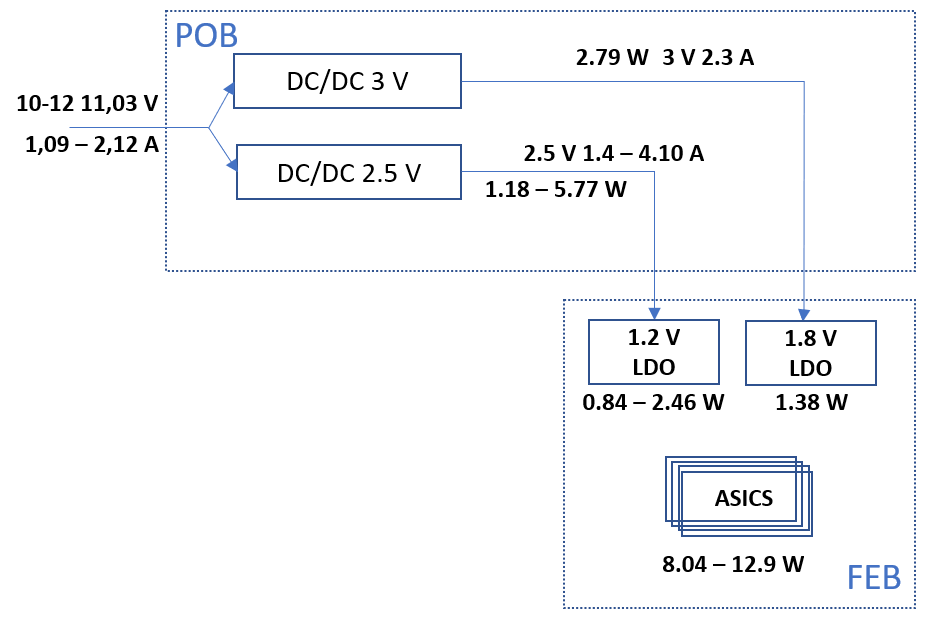 POB
DC/DC 3 V
2.79 W  3 V 2.3 A
10-12 11,03 V
1,09 – 2,12 A
DC/DC 2.5 V
2.5 V 1.4 – 4.10 A
1.18 – 5.77 W
1.2 V
LDO
1.8 V
LDO
0.84 – 2.46 W
1.38 W
ASICS
8.04 – 12.9 W
FEB